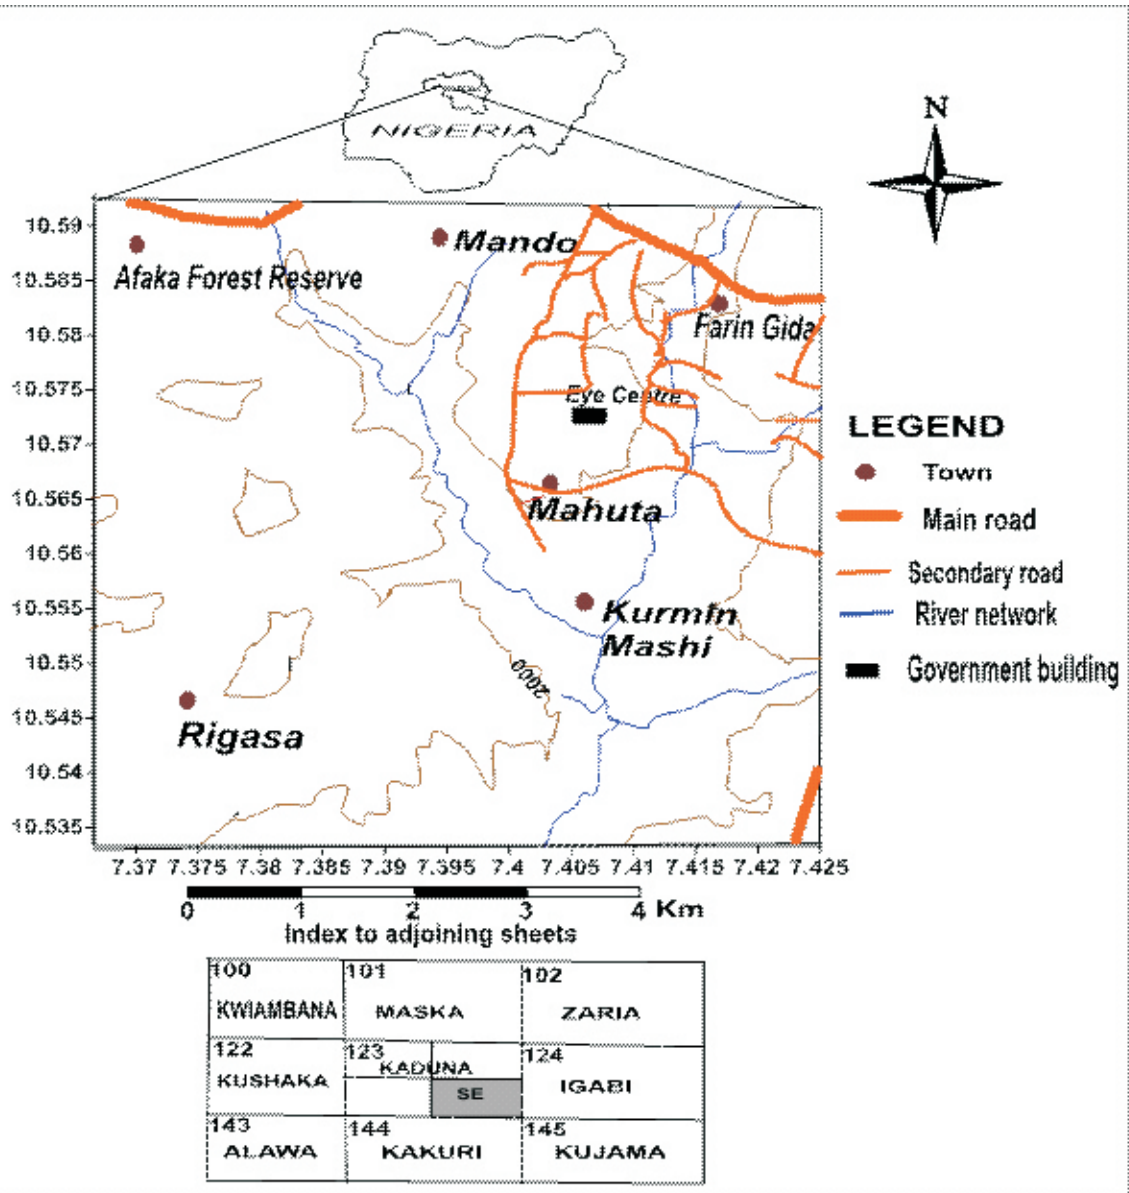 NIGERIA
N
10.59
10.585
10.58
10.575
10.57
10.565
10.56
10.555
10.55
10.545
10.54
10.535
Mando
Afaka Forest Reserve
Farin Gida
Eye Centre
Mahuta
Kurmin
Mashi
2000
Rigasa
LEGEND
Town
Main road
Secondary road
River network
Government building
7.37 7.375 7.38 7.385 7.39 7.395 7.4 7.405 7.41 7.415 7.42 7.425
0 1 2 3 4 Km
Index to adjoining sheets
100 101 102
KWIAMBANA MASKA ZARIA
122 123 124
KADUNA
KUSHAKA SE IGABI
143 144 145
ALAWA KAKURI KUJAMA